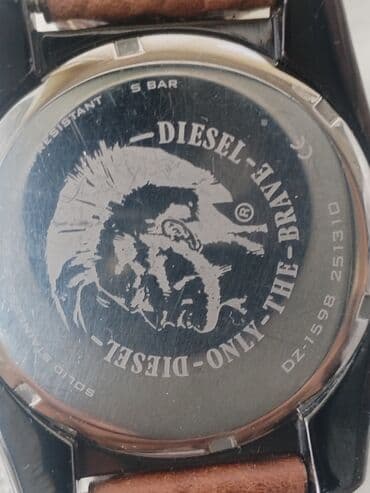 RESISTANT 5 BAR
DIESEL - ONLY - THE - BRAVE - DIESEL -
®
CE
DZ-1598 251310
SOLID